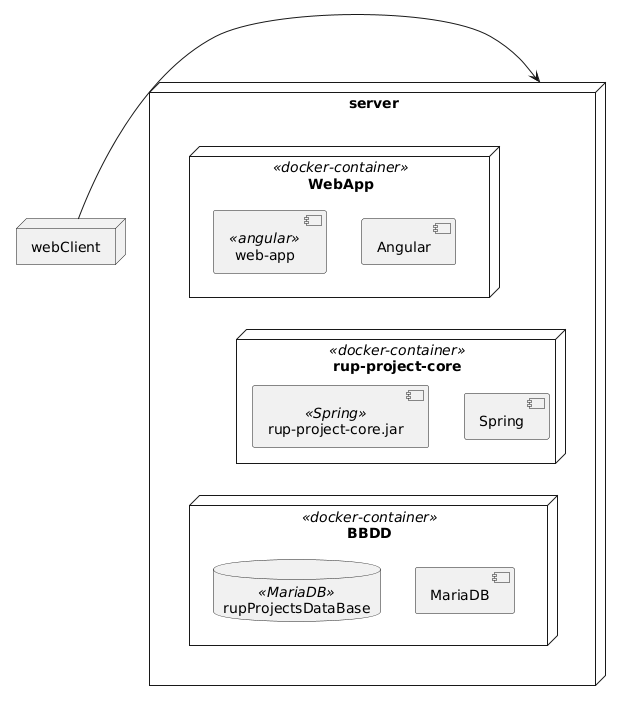 server
«docker-container»
WebApp
«angular»
web-app
Angular
webClient
«docker-container»
rup-project-core
«Spring»
rup-project-core.jar
Spring
«docker-container»
BBDD
«MariaDB»
rupProjectsDataBase
MariaDB